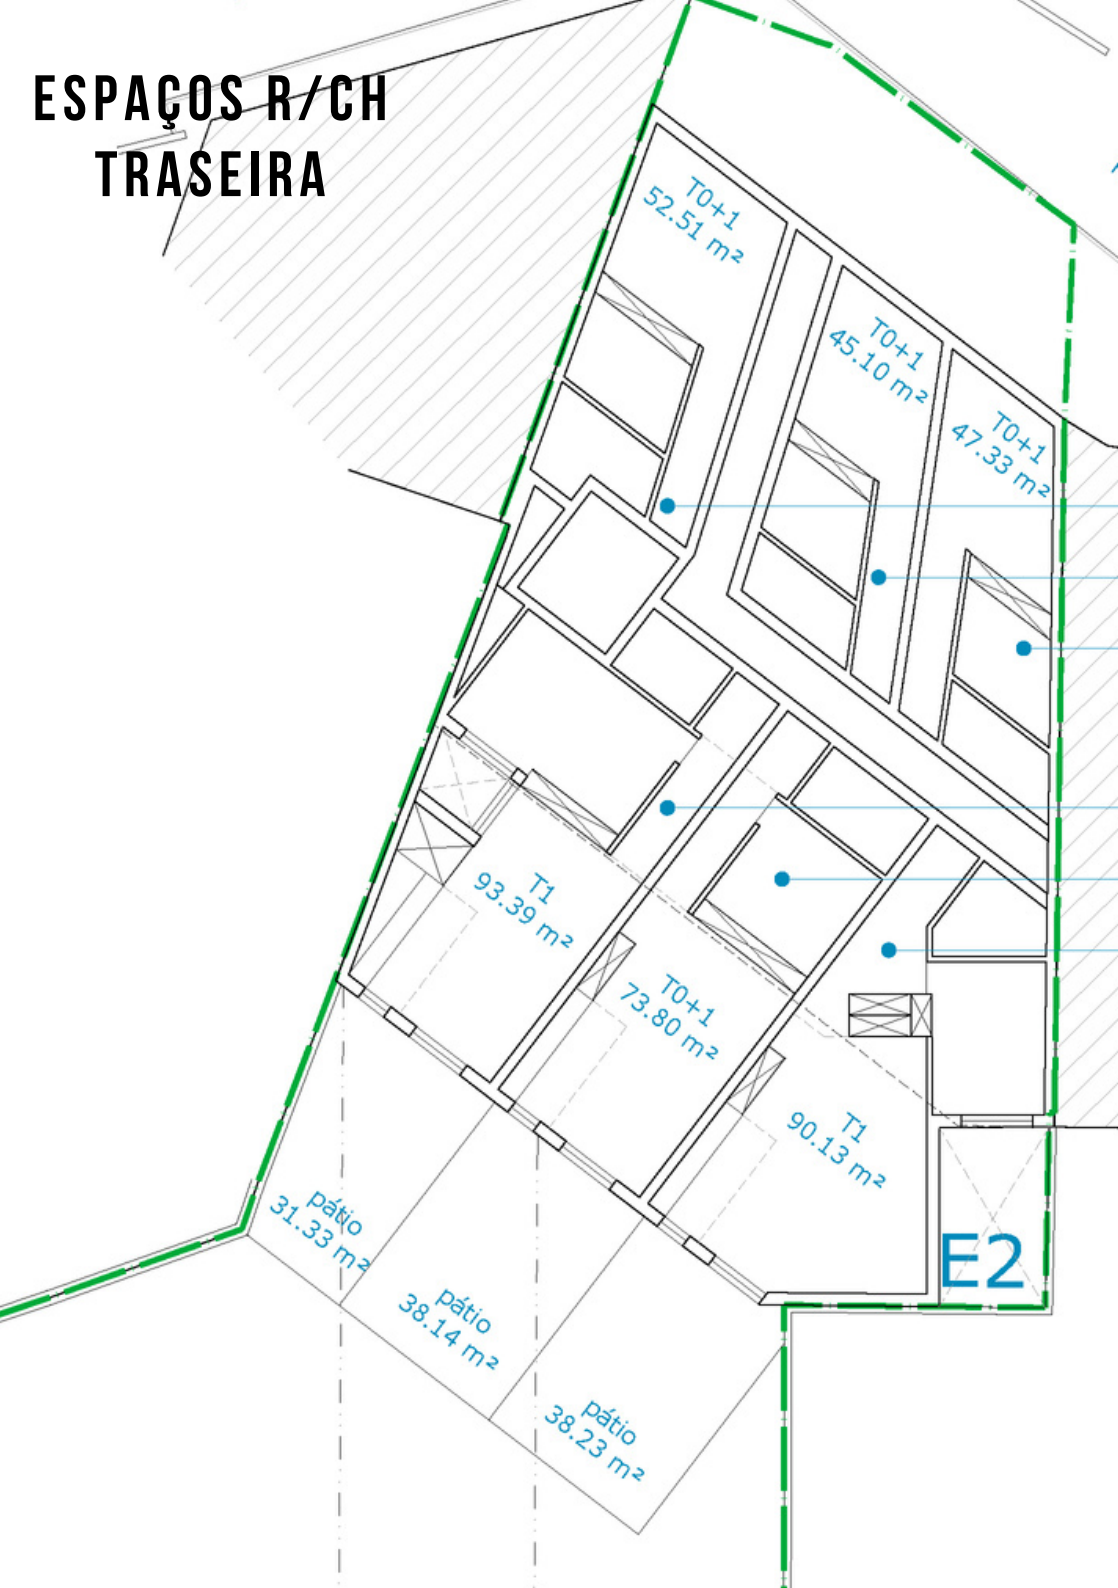 ESPAÇOS R/CH
TRASEIRA
T0+1
52.51 m²
T0+1
45.10 m²
T0+1
47.33 m²
T1
93.39 m²
T0+1
73.80 m²
T1
90.13 m²
pátio
31.33 m²
pátio
38.14 m²
pátio
38.23 m²
E2